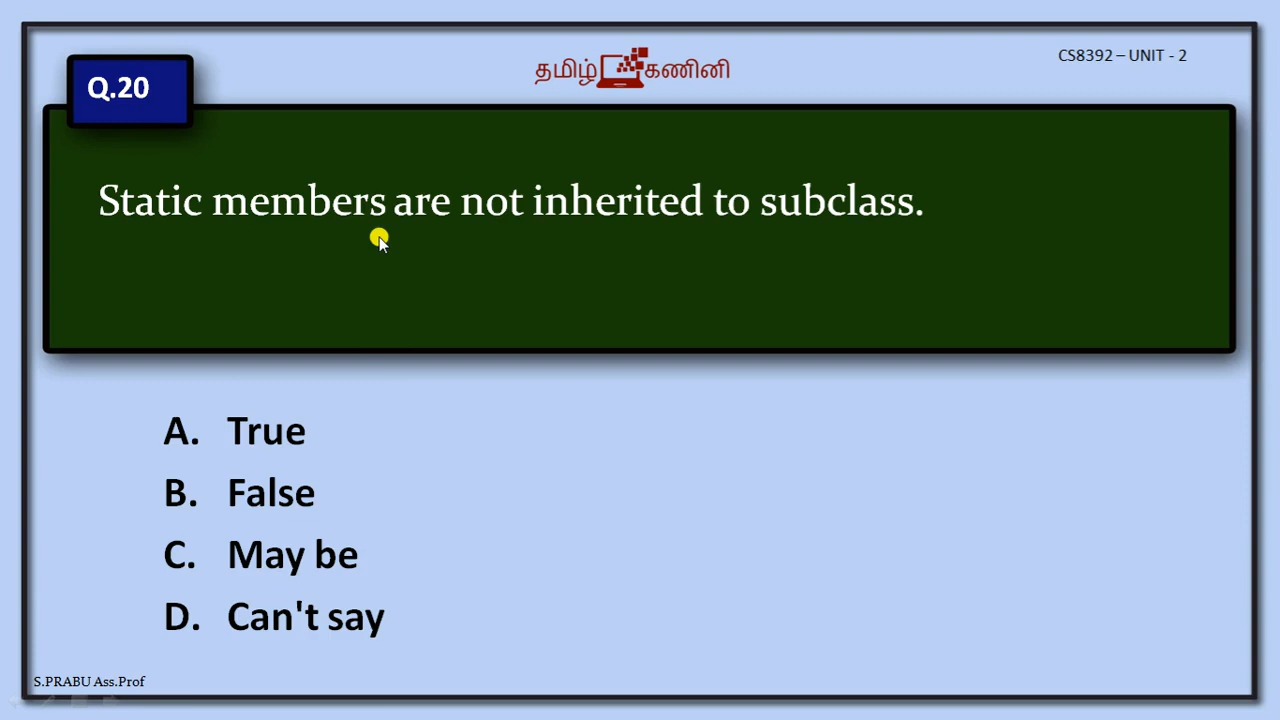 Q.20
தமிழ் கணினி
CS8392 – UNIT - 2
Static members are not inherited to subclass.
A. True
B. False
C. May be
D. Can't say
S.PRABU Ass.Prof